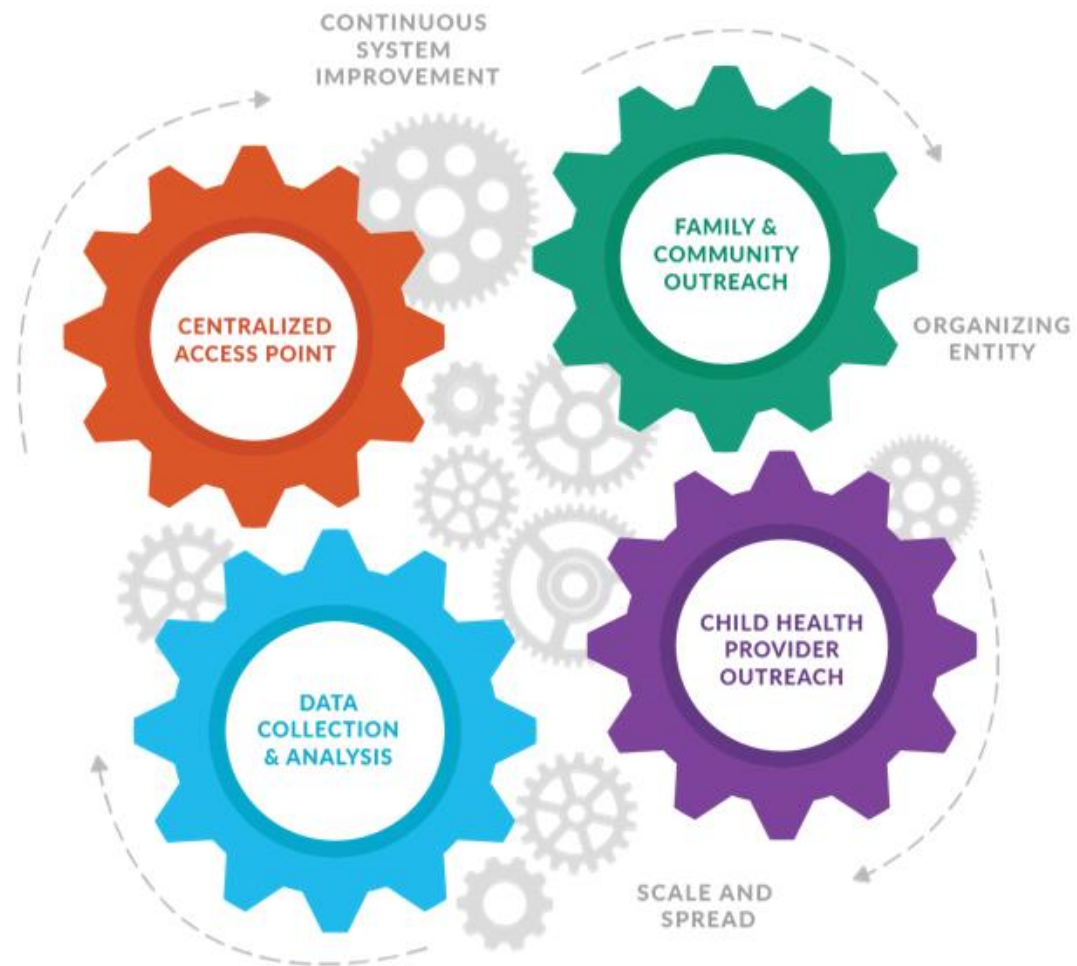 CONTINUOUS
SYSTEM
IMPROVEMENT
FAMILY &
COMMUNITY
OUTREACH
CENTRALIZED
ACCESS POINT
ORGANIZING
ENTITY
CHILD HEALTH
PROVIDER
OUTREACH
DATA
COLLECTION
& ANALYSIS
SCALE AND
SPREAD